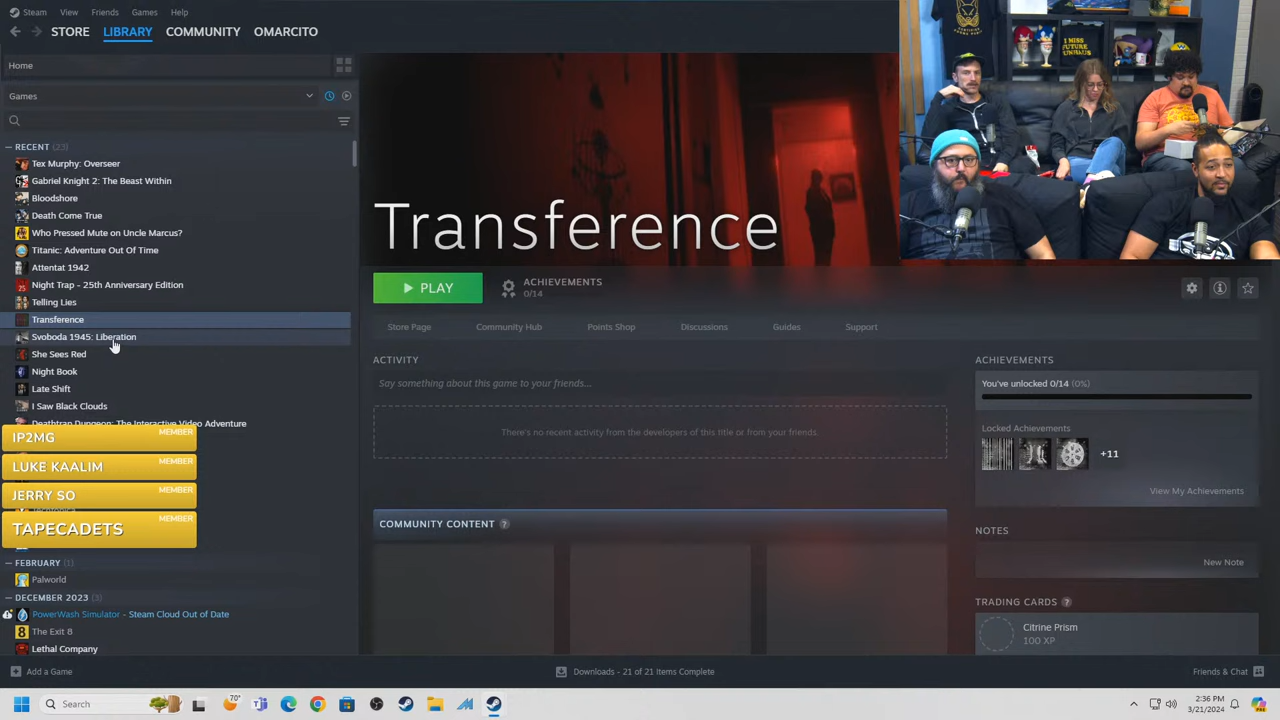 Steam View Friends Games Help
STORE LIBRARY COMMUNITY OMARCITO
Home
Games
RECENT (23)
Tex Murphy: Overseer
Gabriel Knight 2: The Beast Within
Bloodshore
Death Come True
Who Pressed Mute on Uncle Marcus?
Titanic: Adventure Out Of Time
Attentat 1942
Night Trap - 25th Anniversary Edition
Telling Lies
Transference
Svoboda 1945: Liberation
She Sees Red
Night Book
Late Shift
I Saw Black Clouds
Deathtrap Dungeon: The Interactive Video Adventure
IP2MG MEMBER
LUKE KAALIM MEMBER
JERRY SO MEMBER
TAPECADETS MEMBER
FEBRUARY (1)
Palworld
DECEMBER 2023 (3)
PowerWash Simulator - Steam Cloud Out of Date
The Exit 8
Lethal Company
Add a Game
Transference
PLAY
ACHIEVEMENTS
0/14
Store Page Community Hub Points Shop Discussions Guides Support
ACTIVITY
Say something about this game to your friends...
There's no recent activity from the developers of this title or from your friends.
COMMUNITY CONTENT ?
ACHIEVEMENTS
You've unlocked 0/14 (0%)
Locked Achievements
+11
View My Achievements
NOTES
New Note
TRADING CARDS ?
Citrine Prism
100 XP
I MISS
FUTURE
Downloads - 21 of 21 Items Complete
Friends & Chat
Search
70°
2:36 PM
3/21/2024